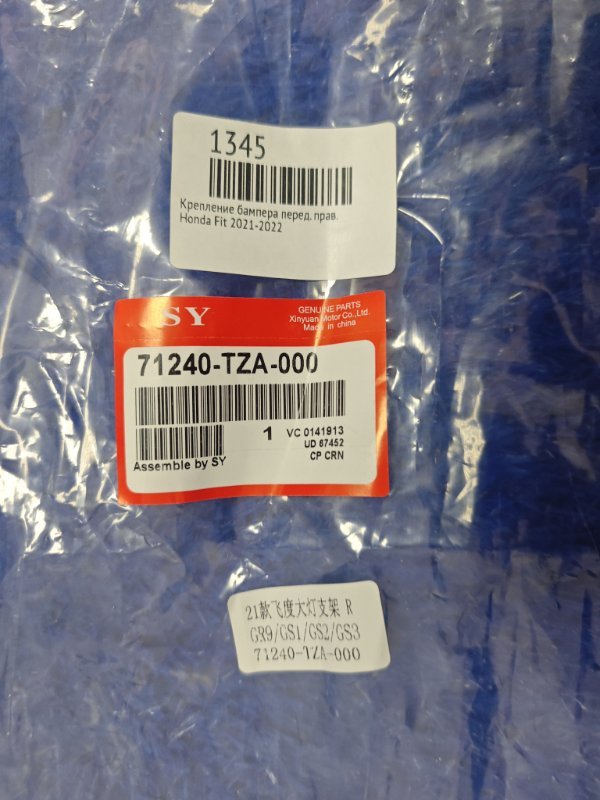 1345
Крепление бампера перед. прав.
Honda Fit 2021-2022
SY
GENUINE PARTS
Xinyuan Motor Co.,Ltd.
Made in china
71240-TZA-000
1
VC 0141913
UD 67452
CP CRN
Assemble by SY
21款飞度大灯支架 R
GR9/GS1/GS2/GS3
71240-TZA-000